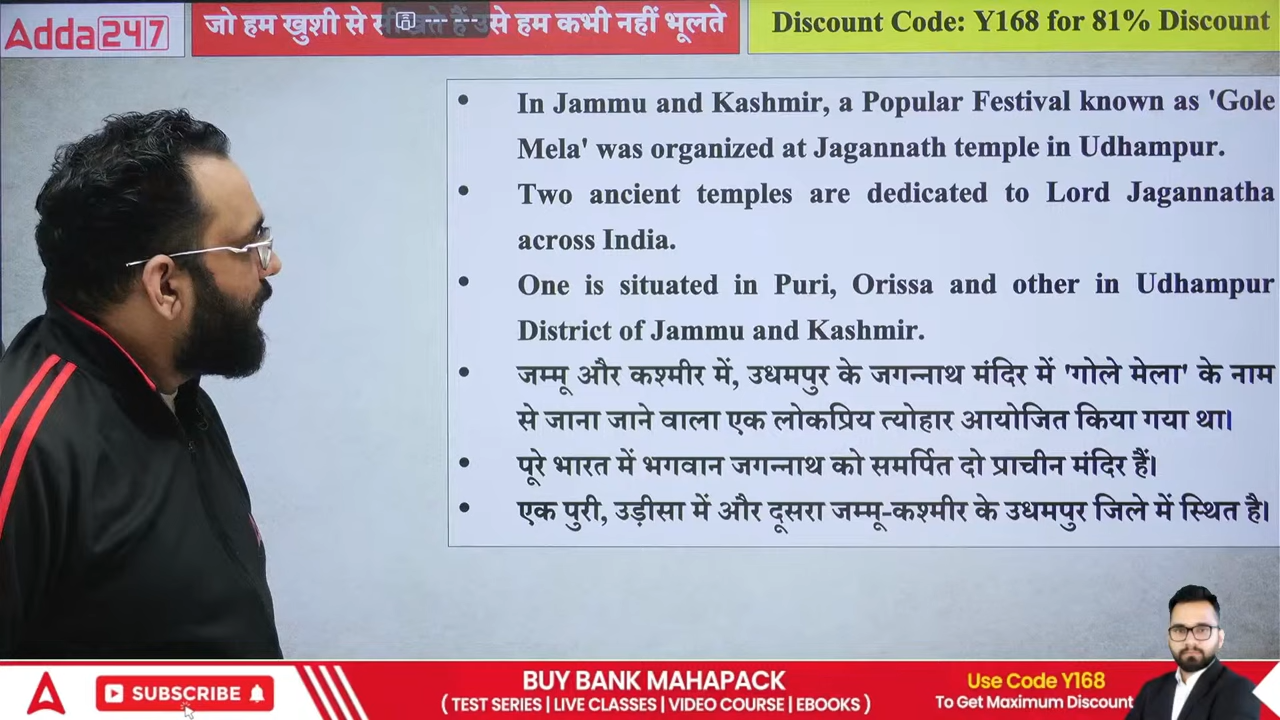 Adda247
जो हम खुशी से सीखते हैं उसे हम कभी नहीं भूलते
Discount Code: Y168 for 81% Discount
• In Jammu and Kashmir, a Popular Festival known as 'Gole
Mela' was organized at Jagannath temple in Udhampur.
• Two ancient temples are dedicated to Lord Jagannatha
across India.
• One is situated in Puri, Orissa and other in Udhampur
District of Jammu and Kashmir.
• जम्मू और कश्मीर में, उधमपुर के जगन्नाथ मंदिर में 'गोले मेला' के नाम
से जाना जाने वाला एक लोकप्रिय त्योहार आयोजित किया गया था।
• पूरे भारत में भगवान जगन्नाथ को समर्पित दो प्राचीन मंदिर हैं।
• एक पुरी, उड़ीसा में और दूसरा जम्मू-कश्मीर के उधमपुर जिले में स्थित है।
SUBSCRIBE
BUY BANK MAHAPACK
( TEST SERIES | LIVE CLASSES | VIDEO COURSE | EBOOKS )
Use Code Y168
To Get Maximum Discount